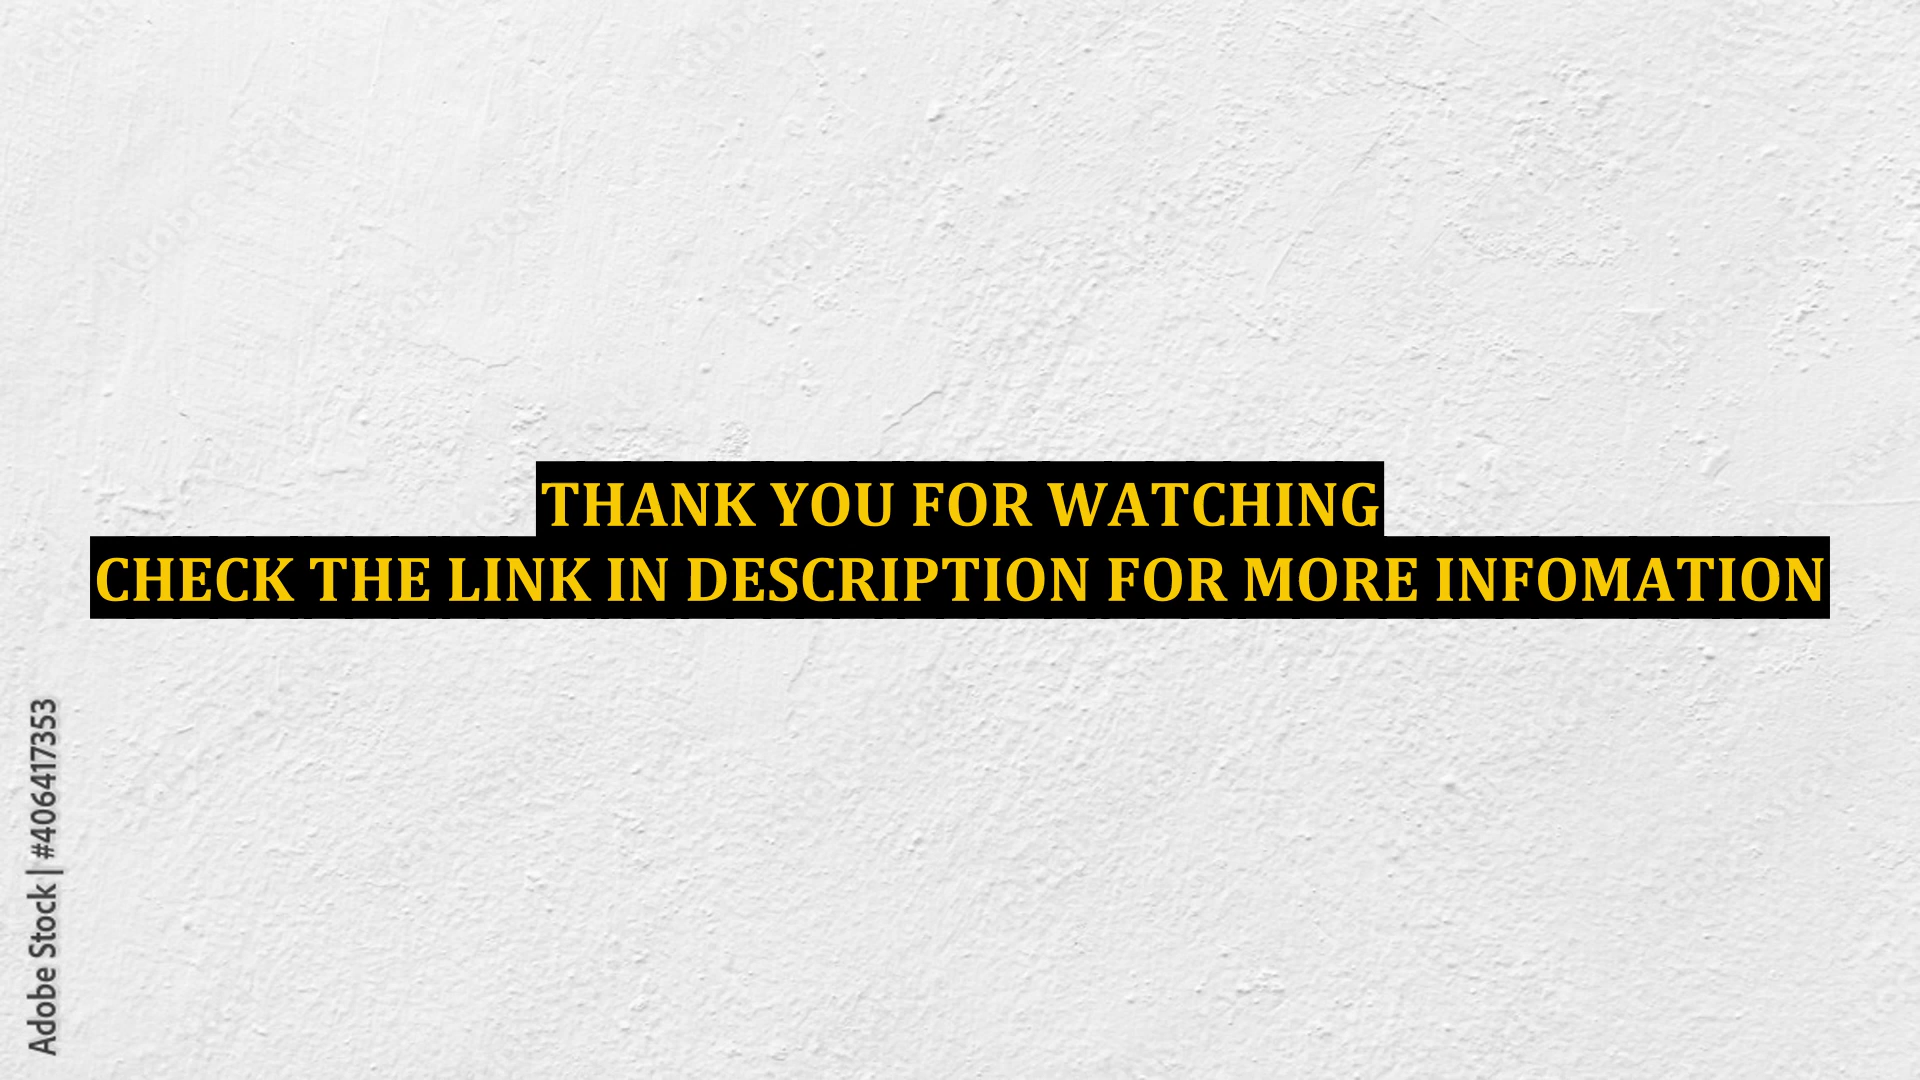 THANK YOU FOR WATCHING
CHECK THE LINK IN DESCRIPTION FOR MORE INFOMATION
Adobe Stock | #406417353